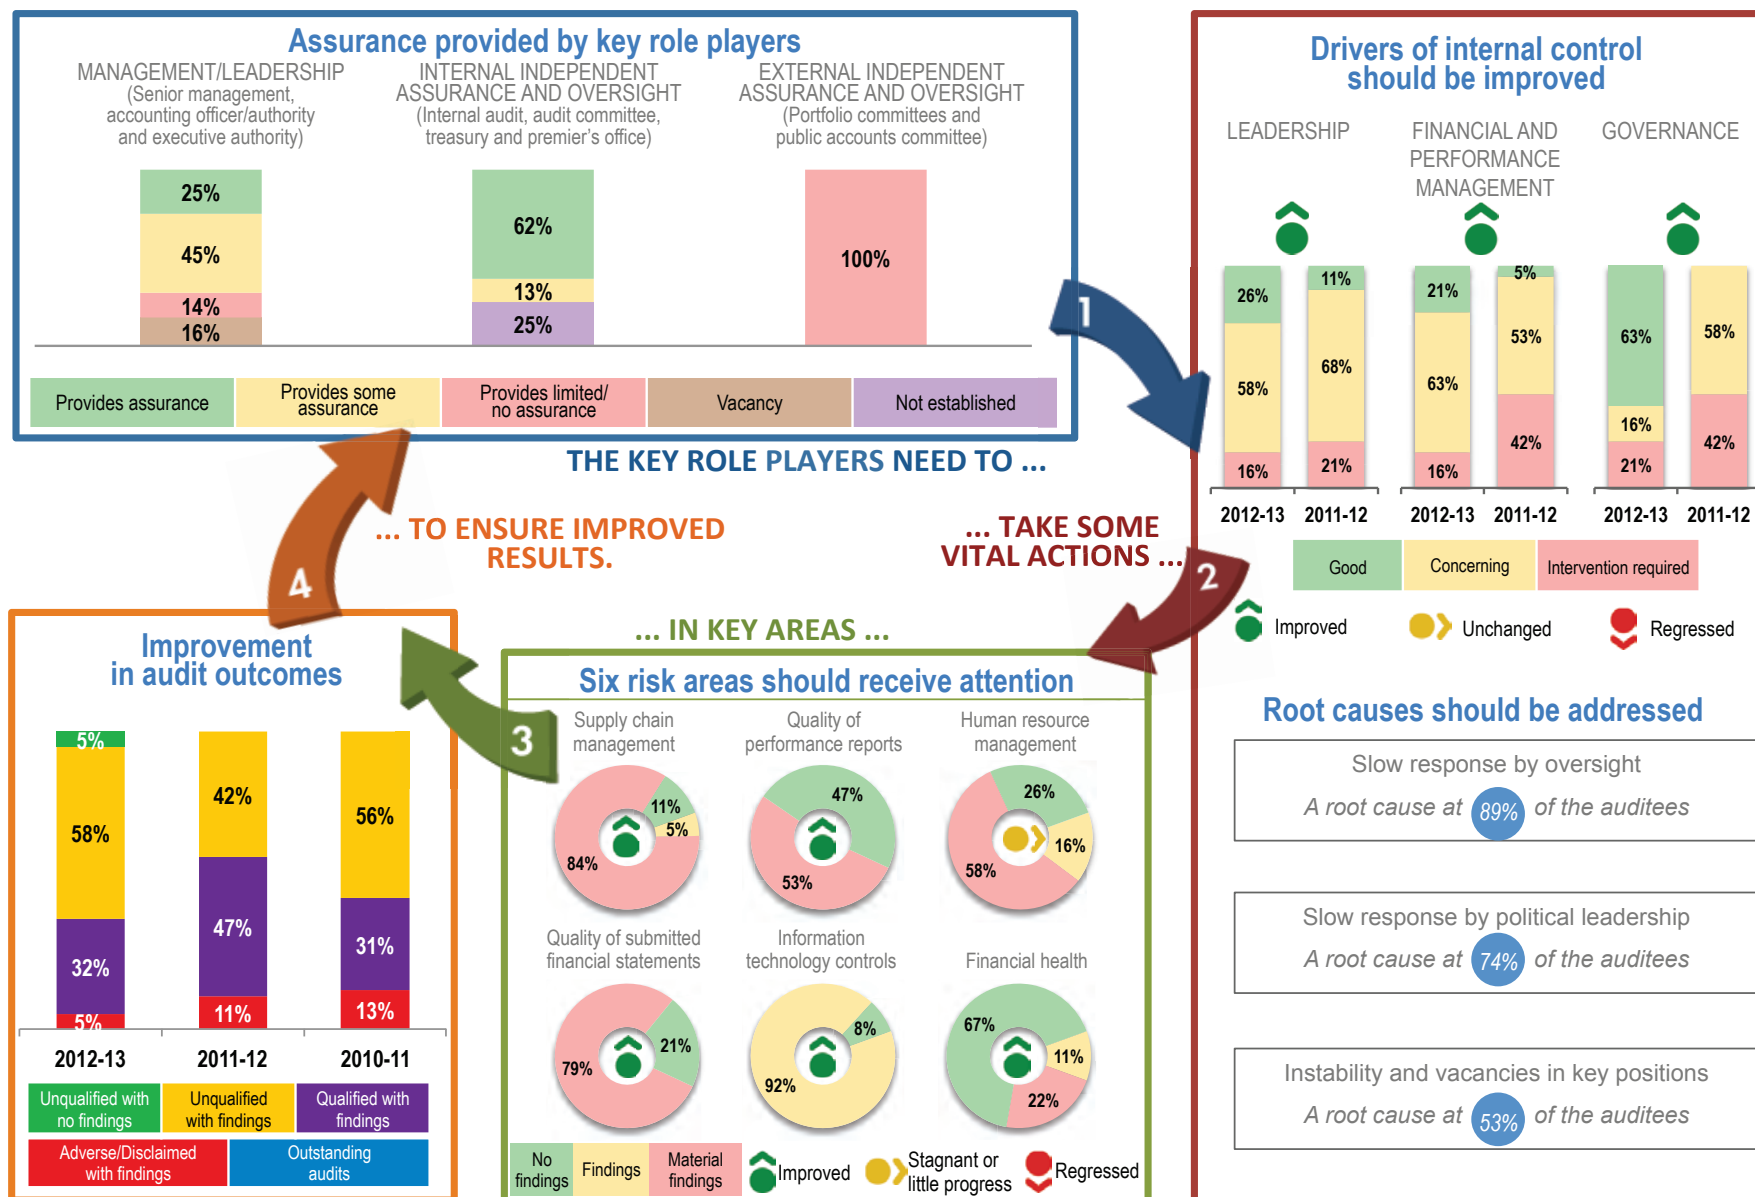 Assurance provided by key role players
MANAGEMENT/LEADERSHIP
(Senior management,
accounting officer/authority
and executive authority)
INTERNAL INDEPENDENT
ASSURANCE AND OVERSIGHT
(Internal audit, audit committee,
treasury and premier's office)
EXTERNAL INDEPENDENT
ASSURANCE AND OVERSIGHT
(Portfolio committees and
public accounts committee)
25%
45%
14%
16%
62%
13%
25%
100%
Provides assurance
Provides some
assurance
Provides limited/
no assurance
Vacancy
Not established
1
THE KEY ROLE PLAYERS NEED TO ...
Drivers of internal control
should be improved
LEADERSHIP
FINANCIAL AND
PERFORMANCE
MANAGEMENT
GOVERNANCE
26%
58%
16%
11%
68%
21%
21%
63%
16%
5%
53%
42%
63%
16%
21%
58%
42%
2012-13
2011-12
2012-13
2011-12
2012-13
2011-12
Good
Concerning
Intervention required
Improved
Unchanged
Regressed
Root causes should be addressed
Slow response by oversight
A root cause at 89% of the auditees
Slow response by political leadership
A root cause at 74% of the auditees
Instability and vacancies in key positions
A root cause at 53% of the auditees
... TAKE SOME
VITAL ACTIONS ...
2
... IN KEY AREAS ...
Six risk areas should receive attention
Supply chain
management
11%
5%
84%
Quality of
performance reports
47%
53%
Human resource
management
26%
16%
58%
Quality of submitted
financial statements
21%
79%
Information
technology controls
8%
92%
Financial health
67%
11%
22%
No
findings
Findings
Material
findings
Improved
Stagnant or
little progress
Regressed
3
... TO ENSURE IMPROVED
RESULTS.
4
Improvement
in audit outcomes
5%
58%
32%
5%
42%
47%
11%
56%
31%
13%
2012-13
2011-12
2010-11
Unqualified with
no findings
Unqualified
with findings
Qualified with
findings
Adverse/Disclaimed
with findings
Outstanding
audits